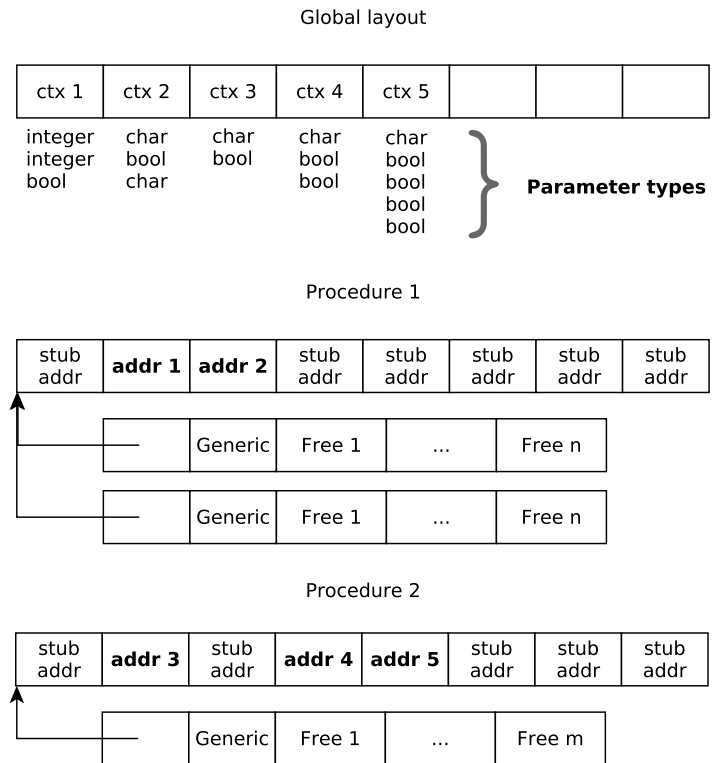 Global layout
ctx 1 ctx 2 ctx 3 ctx 4 ctx 5
integer char char char char
integer bool bool bool bool
bool char bool bool
Parameter types
bool
bool
Procedure 1
stub addr 1 addr 2 stub stub stub stub stub
addr addr addr addr addr addr
Generic Free 1 ... Free n
Generic Free 1 ... Free n
Procedure 2
stub addr 3 stub addr 4 addr 5 stub stub stub
addr addr addr addr addr
Generic Free 1 ... Free m